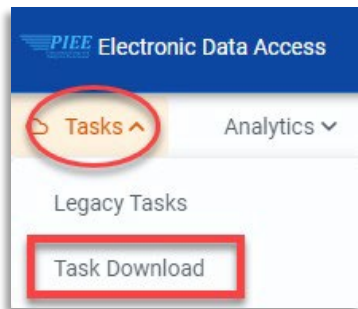 PIEE Electronic Data Access
Tasks Analytics
Legacy Tasks
Task Download